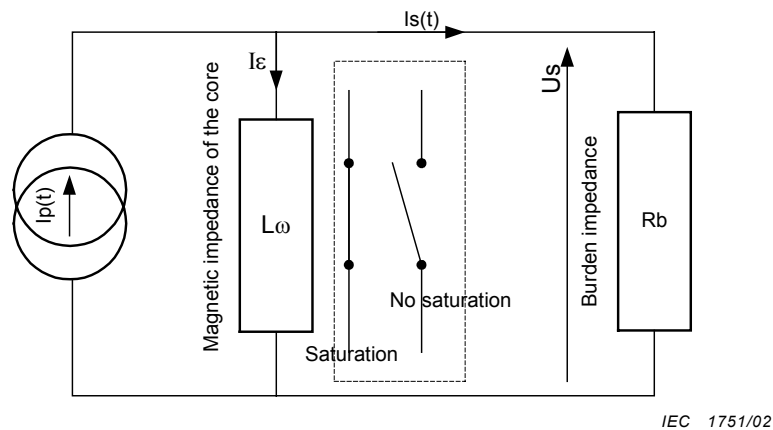 Is(t)
Iε
Us
Magnetic impedance of the core
Burden impedance
Ip(t)
Lω
Rb
No saturation
Saturation
IEC 1751/02